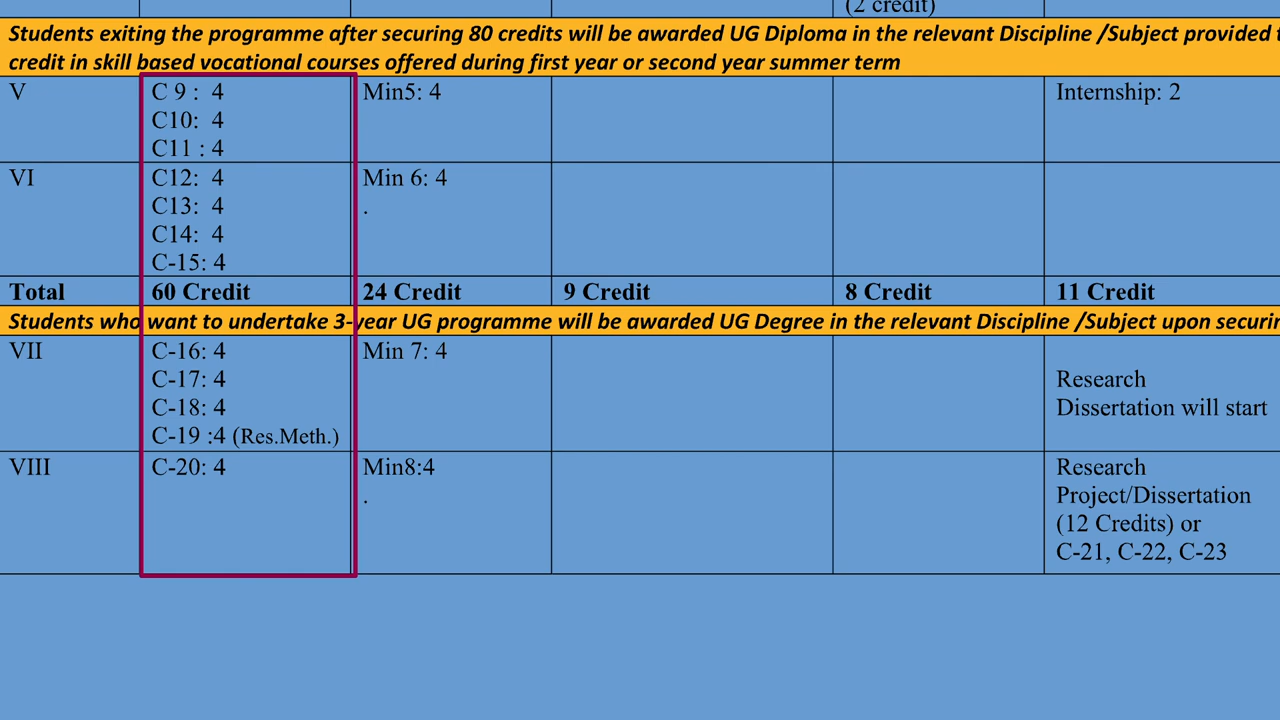 (2 credit)
Students exiting the programme after securing 80 credits will be awarded UG Diploma in the relevant Discipline /Subject provided
credit in skill based vocational courses offered during first year or second year summer term
V
C 9 : 4
C10: 4
C11 : 4
Min5: 4
Internship: 2
VI
C12: 4
C13: 4
C14: 4
C-15: 4
Min 6: 4
.
Total 60 Credit 24 Credit 9 Credit 8 Credit 11 Credit
Students who want to undertake 3-year UG programme will be awarded UG Degree in the relevant Discipline /Subject upon
VII
C-16: 4
C-17: 4
C-18: 4
C-19 :4 (Res.Meth.)
Min 7: 4
Research
Dissertation will start
VIII
C-20: 4
Min8:4
.
Research
Project/Dissertation
(12 Credits) or
C-21, C-22, C-23